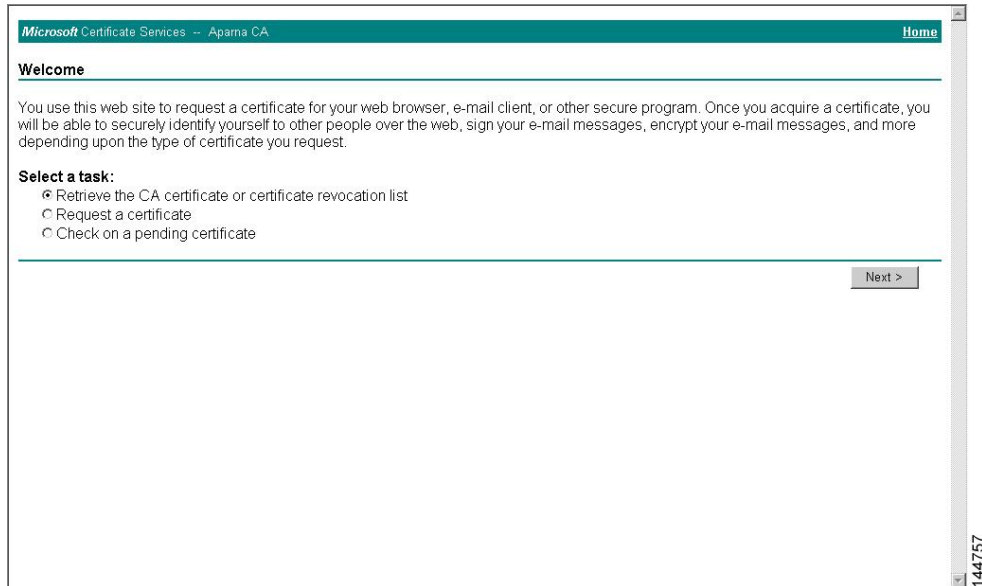 Microsoft Certificate Services -- Aparna CA Home
Welcome
You use this web site to request a certificate for your web browser, e-mail client, or other secure program. Once you acquire a certificate, you
will be able to securely identify yourself to other people over the web, sign your e-mail messages, encrypt your e-mail messages, and more
depending upon the type of certificate you request.
Select a task:
Retrieve the CA certificate or certificate revocation list
Request a certificate
Check on a pending certificate
Next >
144757